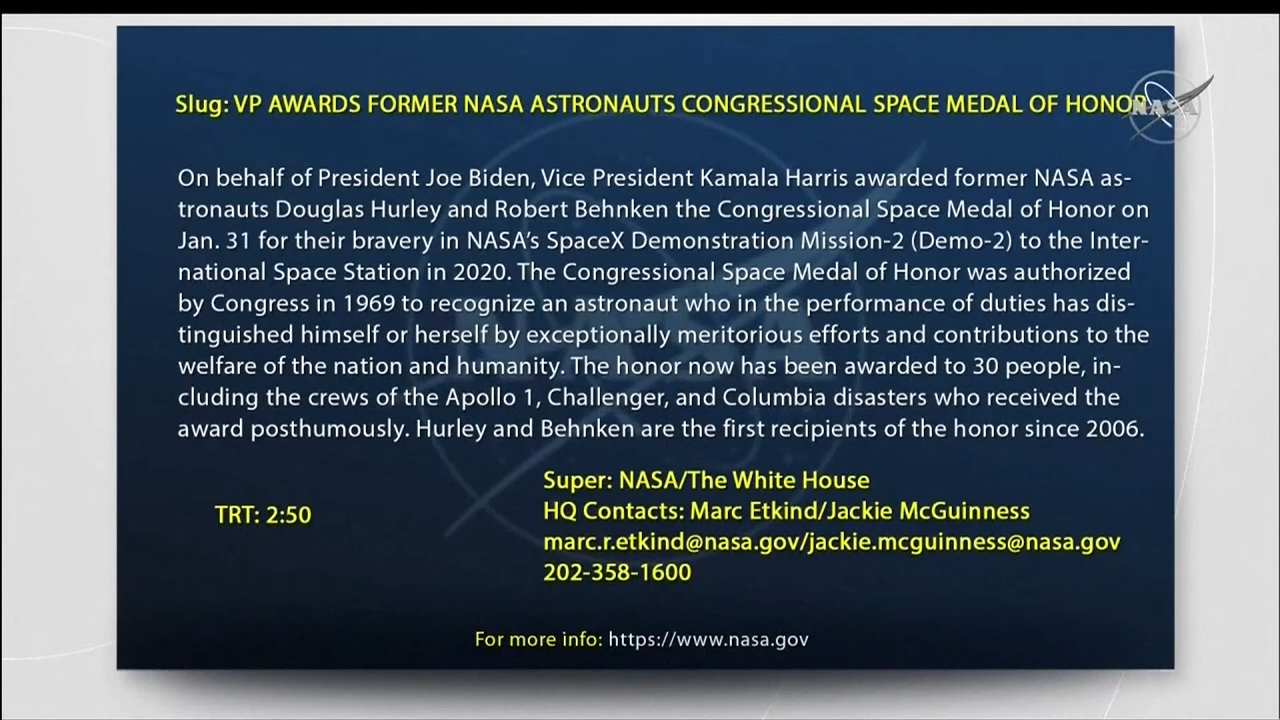 Slug: VP AWARDS FORMER NASA ASTRONAUTS CONGRESSIONAL SPACE MEDAL OF HONOR
NASA
On behalf of President Joe Biden, Vice President Kamala Harris awarded former NASA as-
tronauts Douglas Hurley and Robert Behnken the Congressional Space Medal of Honor on
Jan. 31 for their bravery in NASA’s SpaceX Demonstration Mission-2 (Demo-2) to the Inter-
national Space Station in 2020. The Congressional Space Medal of Honor was authorized
by Congress in 1969 to recognize an astronaut who in the performance of duties has dis-
tinguished himself or herself by exceptionally meritorious efforts and contributions to the
welfare of the nation and humanity. The honor now has been awarded to 30 people, in-
cluding the crews of the Apollo 1, Challenger, and Columbia disasters who received the
award posthumously. Hurley and Behnken are the first recipients of the honor since 2006.
TRT: 2:50
Super: NASA/The White House
HQ Contacts: Marc Etkind/Jackie McGuinness
marc.r.etkind@nasa.gov/jackie.mcguinness@nasa.gov
202-358-1600
For more info: https://www.nasa.gov